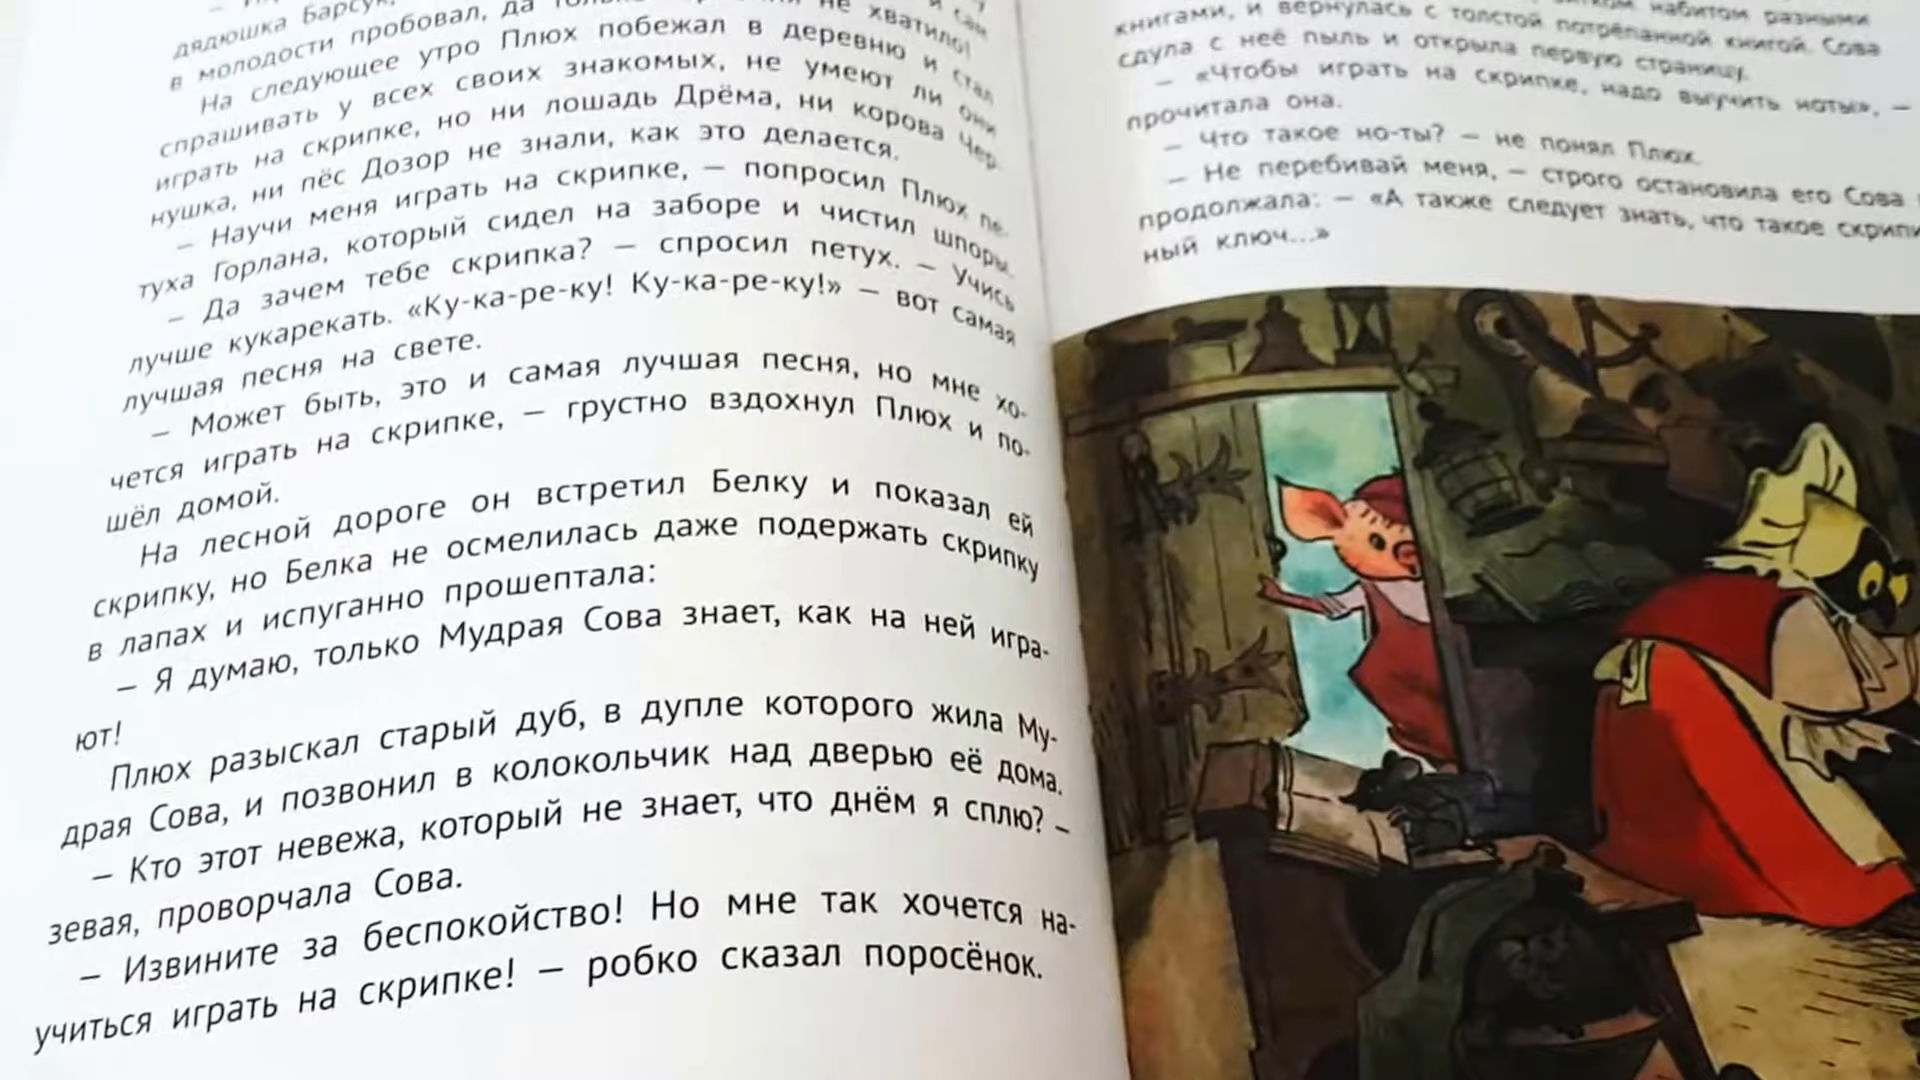 дядюшка Барсук,
в молодости пробовал, да не хватило!
На следующее утро Плюх побежал в деревню и стал
спрашивать у всех своих знакомых, не умеют ли они
играть на скрипке, но ни лошадь Дрёма, ни корова Чер-
нушка, ни пёс Дозор не знали, как это делается.
– Научи меня играть на скрипке, – попросил Плюх пе-
туха Горлана, который сидел на заборе и чистил шпоры.
– Да зачем тебе скрипка? – спросил петух. – Учись
лучше кукарекать. «Ку-ка-ре-ку! Ку-ка-ре-ку!» – вот самая
лучшая песня на свете.
– Может быть, это и самая лучшая песня, но мне хо-
чется играть на скрипке, – грустно вздохнул Плюх и по-
шёл домой.
На лесной дороге он встретил Белку и показал ей
скрипку, но Белка не осмелилась даже подержать скрипку
в лапах и испуганно прошептала:
– Я думаю, только Мудрая Сова знает, как на ней игра-
ют!
Плюх разыскал старый дуб, в дупле которого жила Му-
драя Сова, и позвонил в колокольчик над дверью её дома.
– Кто этот невежа, который не знает, что днём я сплю? –
зевая, проворчала Сова.
– Извините за беспокойство! Но мне так хочется на-
учиться играть на скрипке! – робко сказал поросёнок.
набитом разными
книгами, и вернулась с толстой потрёпанной книгой. Сова
сдула с неё пыль и открыла первую страницу.
– «Чтобы играть на скрипке, надо выучить ноты», –
прочитала она.
– Что такое но-ты? – не понял Плюх.
– Не перебивай меня, – строго остановила его Сова
продолжала: – «А также следует знать, что такое скрипи
ный ключ...»